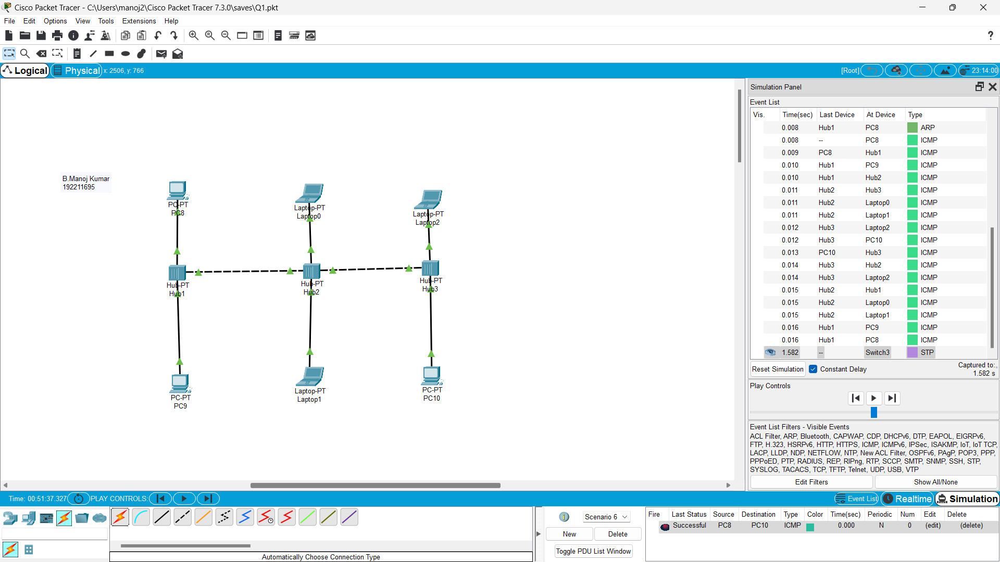 Cisco Packet Tracer - C:\Users\manoj2\Cisco Packet Tracer 7.3.0\saves\Q1.pkt
File Edit Options View Tools Extensions Help
Logical Physical x: 2506, y: 766 [Root] 23:14:00
Simulation Panel
Event List
Vis. Time(sec) Last Device At Device Type
0.008 Hub1 PC8 ARP
0.008 -- PC8 ICMP
0.009 PC8 Hub1 ICMP
0.010 Hub1 PC9 ICMP
0.010 Hub1 Hub2 ICMP
0.011 Hub2 Hub3 ICMP
0.011 Hub2 Laptop0 ICMP
0.011 Hub2 Laptop1 ICMP
0.012 Hub3 Laptop2 ICMP
0.012 Hub3 PC10 ICMP
0.013 PC10 Hub3 ICMP
0.014 Hub3 Hub2 ICMP
0.014 Hub3 Laptop2 ICMP
0.015 Hub2 Hub1 ICMP
0.015 Hub2 Laptop0 ICMP
0.015 Hub2 Laptop1 ICMP
0.016 Hub1 PC9 ICMP
0.016 Hub1 PC8 ICMP
1.582 -- Switch3 STP
Reset Simulation Constant Delay Captured to:
1.582 s
Play Controls
Event List Filters - Visible Events
ACL Filter, ARP, Bluetooth, CAPWAP, CDP, DHCPv6, DTP, EAPOL, EIGRPv6,
FTP, H.323, HSRPv6, HTTP, HTTPS, ICMP, ICMPv6, IPSec, ISAKMP, IoT, IoT TCP,
LACP, LLDP, NDP, NETFLOW, NTP, New ACL Filter, OSPFv6, PAgP, POP3, PPP,
PPPoED, PTP, RADIUS, REP, RIPng, RTP, SCCP, SMTP, SNMP, SSH, STP,
SYSLOG, TACACS, TCP, TFTP, Telnet, UDP, USB, VTP
Edit Filters Show All/None
B.Manoj Kumar
192211695
PC-PT
PC8
Laptop-PT
Laptop0
Laptop-PT
Laptop2
Hub-PT
Hub1
Hub-PT
Hub2
Hub-PT
Hub3
PC-PT
PC9
Laptop-PT
Laptop1
PC-PT
PC10
Time: 00:51:37.327 PLAY CONTROLS: Event List Realtime Simulation
Automatically Choose Connection Type
Scenario 6
New Delete
Toggle PDU List Window
Fire Last Status Source Destination Type Color Time(sec) Periodic Num Edit Delete
Successful PC8 PC10 ICMP 0.000 N 0 (edit) (delete)